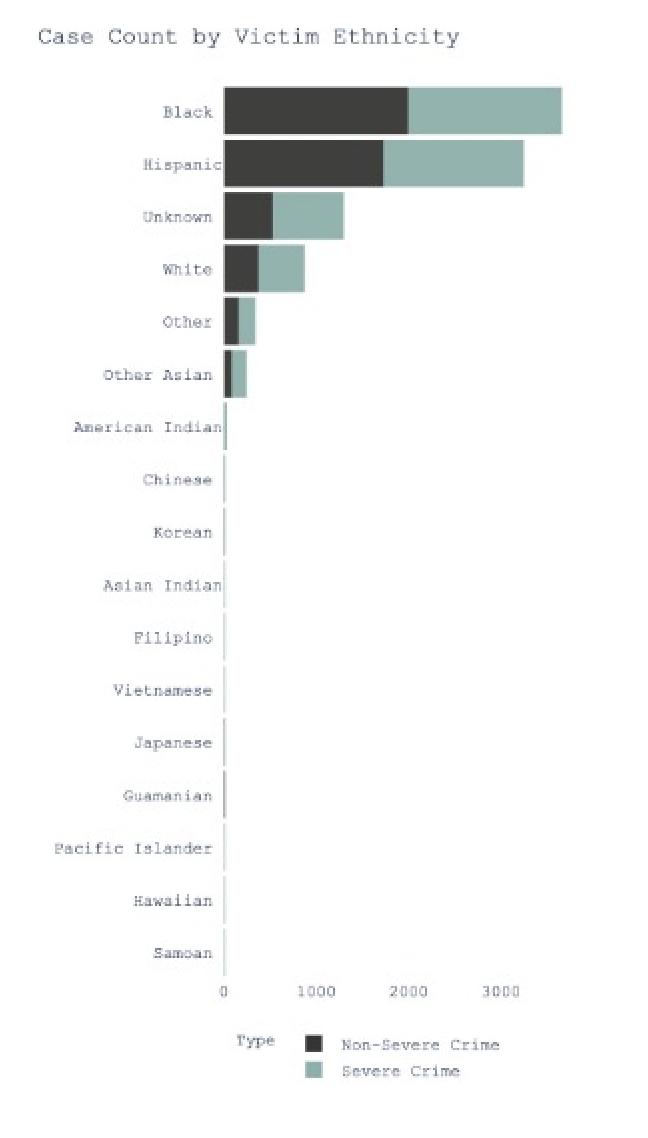 Case Count by Victim Ethnicity
Black
Hispanic
Unknown
White
Other
Other Asian
American Indian
Chinese
Korean
Asian Indian
Filipino
Vietnamese
Japanese
Guamanian
Pacific Islander
Hawaiian
Samoan
0 1000 2000 3000
Type
Non-Severe Crime
Severe Crime